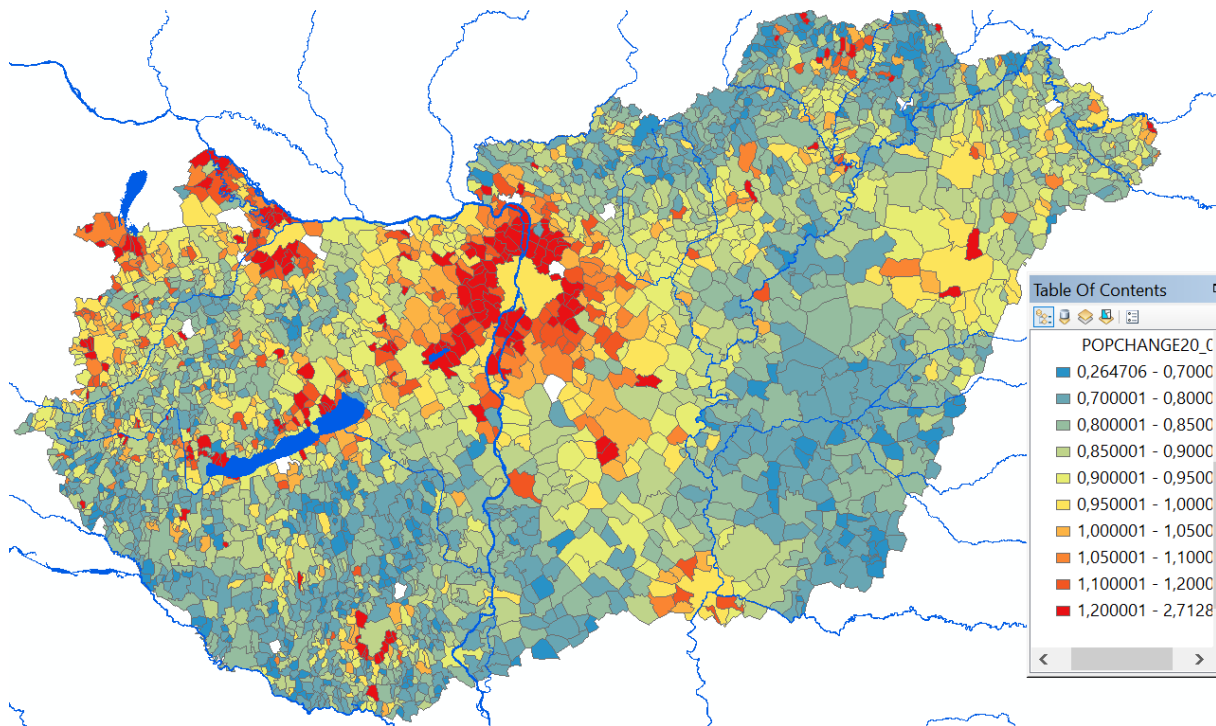 Table Of Contents
POPCHANGE20_0
0,264706 - 0,7000
0,700001 - 0,8000
0,800001 - 0,8500
0,850001 - 0,9000
0,900001 - 0,9500
0,950001 - 1,0000
1,000001 - 1,0500
1,050001 - 1,1000
1,100001 - 1,2000
1,200001 - 2,7128